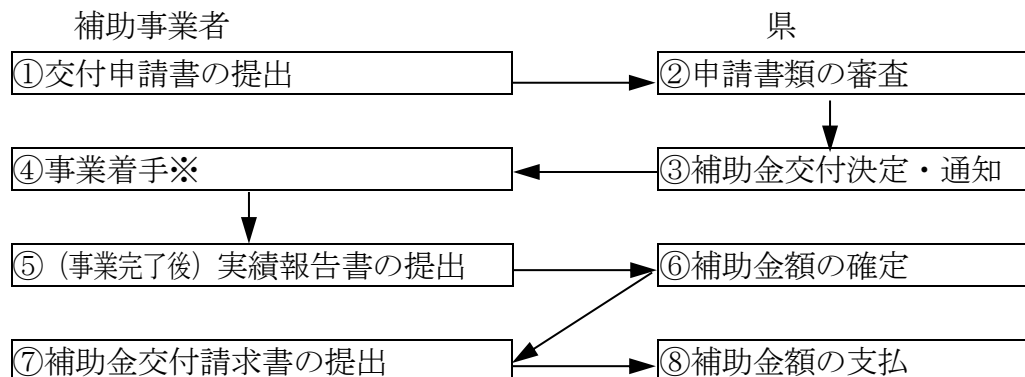 補助事業者
県
①交付申請書の提出
②申請書類の審査
④事業着手※
③補助金交付決定・通知
⑤（事業完了後）実績報告書の提出
⑥補助金額の確定
⑦補助金交付請求書の提出
⑧補助金額の支払